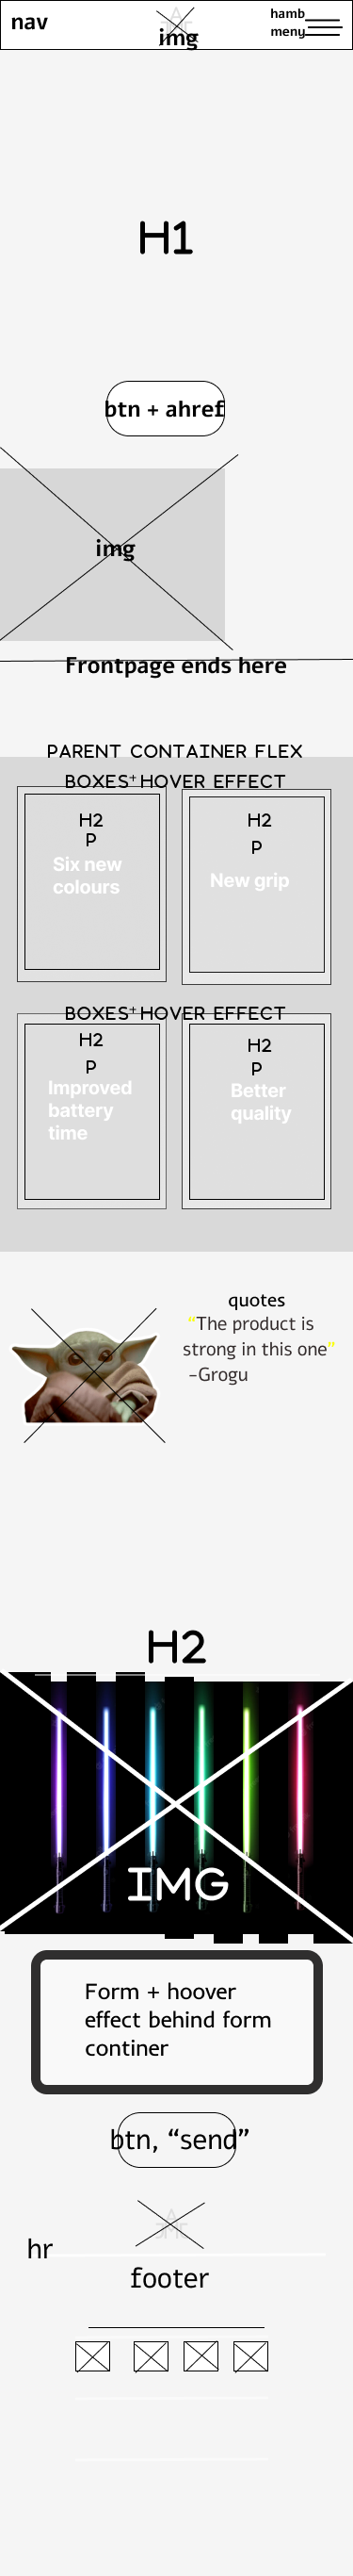 nav
img
hamb
meny
H1
btn + ahref
img
Frontpage ends here
PARENT CONTAINER FLEX
BOXES+HOVER EFFECT
H2
P
Six new
colours
H2
P
New grip
BOXES+HOVER EFFECT
H2
P
Improved
battery
time
H2
P
Better
quality
quotes
“The product is
strong in this one”
-Grogu
H2
IMG
Form + hoover
effect behind form
continer
btn, “send”
hr
footer